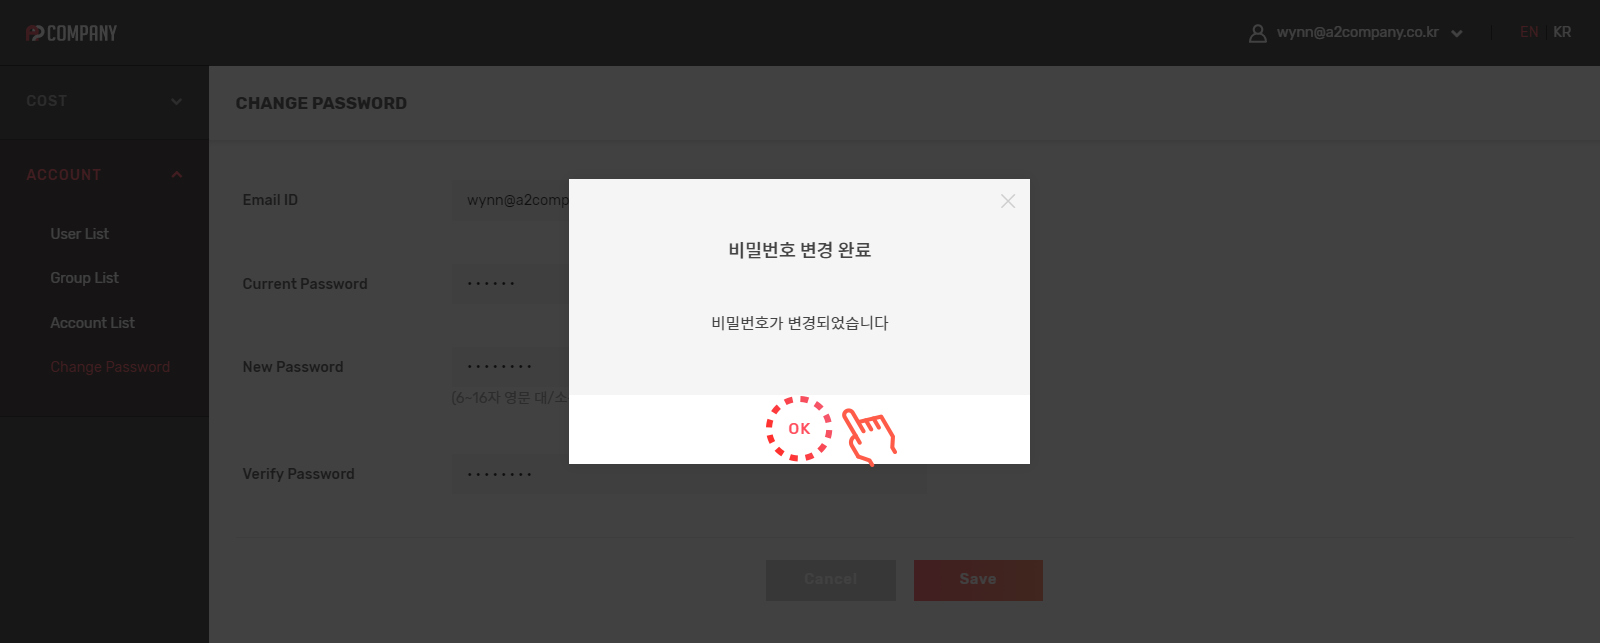 A2 COMPANY
wynn@a2company.co.kr
EN
KR
COST
ACCOUNT
User List
Group List
Account List
Change Password
CHANGE PASSWORD
Email ID
wynn@a2comp
Current Password
••••••
New Password
••••••••
(6~16자 영문 대/소
Verify Password
••••••••
Cancel
Save
비밀번호 변경 완료
비밀번호가 변경되었습니다
OK